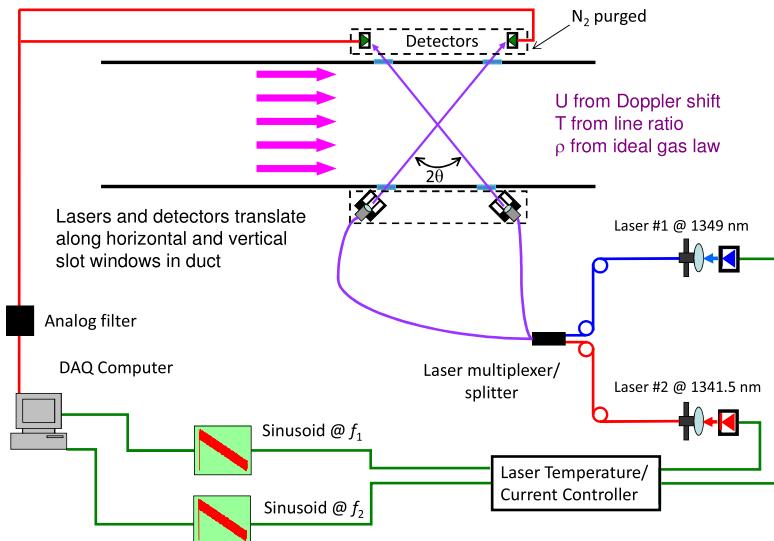 N₂ purged
Detectors
U from Doppler shift
T from line ratio
ρ from ideal gas law
2θ
Lasers and detectors translate
along horizontal and vertical
slot windows in duct
Laser #1 @ 1349 nm
Analog filter
DAQ Computer
Laser multiplexer/
splitter
Laser #2 @ 1341.5 nm
Sinusoid @ f₁
Laser Temperature/
Current Controller
Sinusoid @ f₂